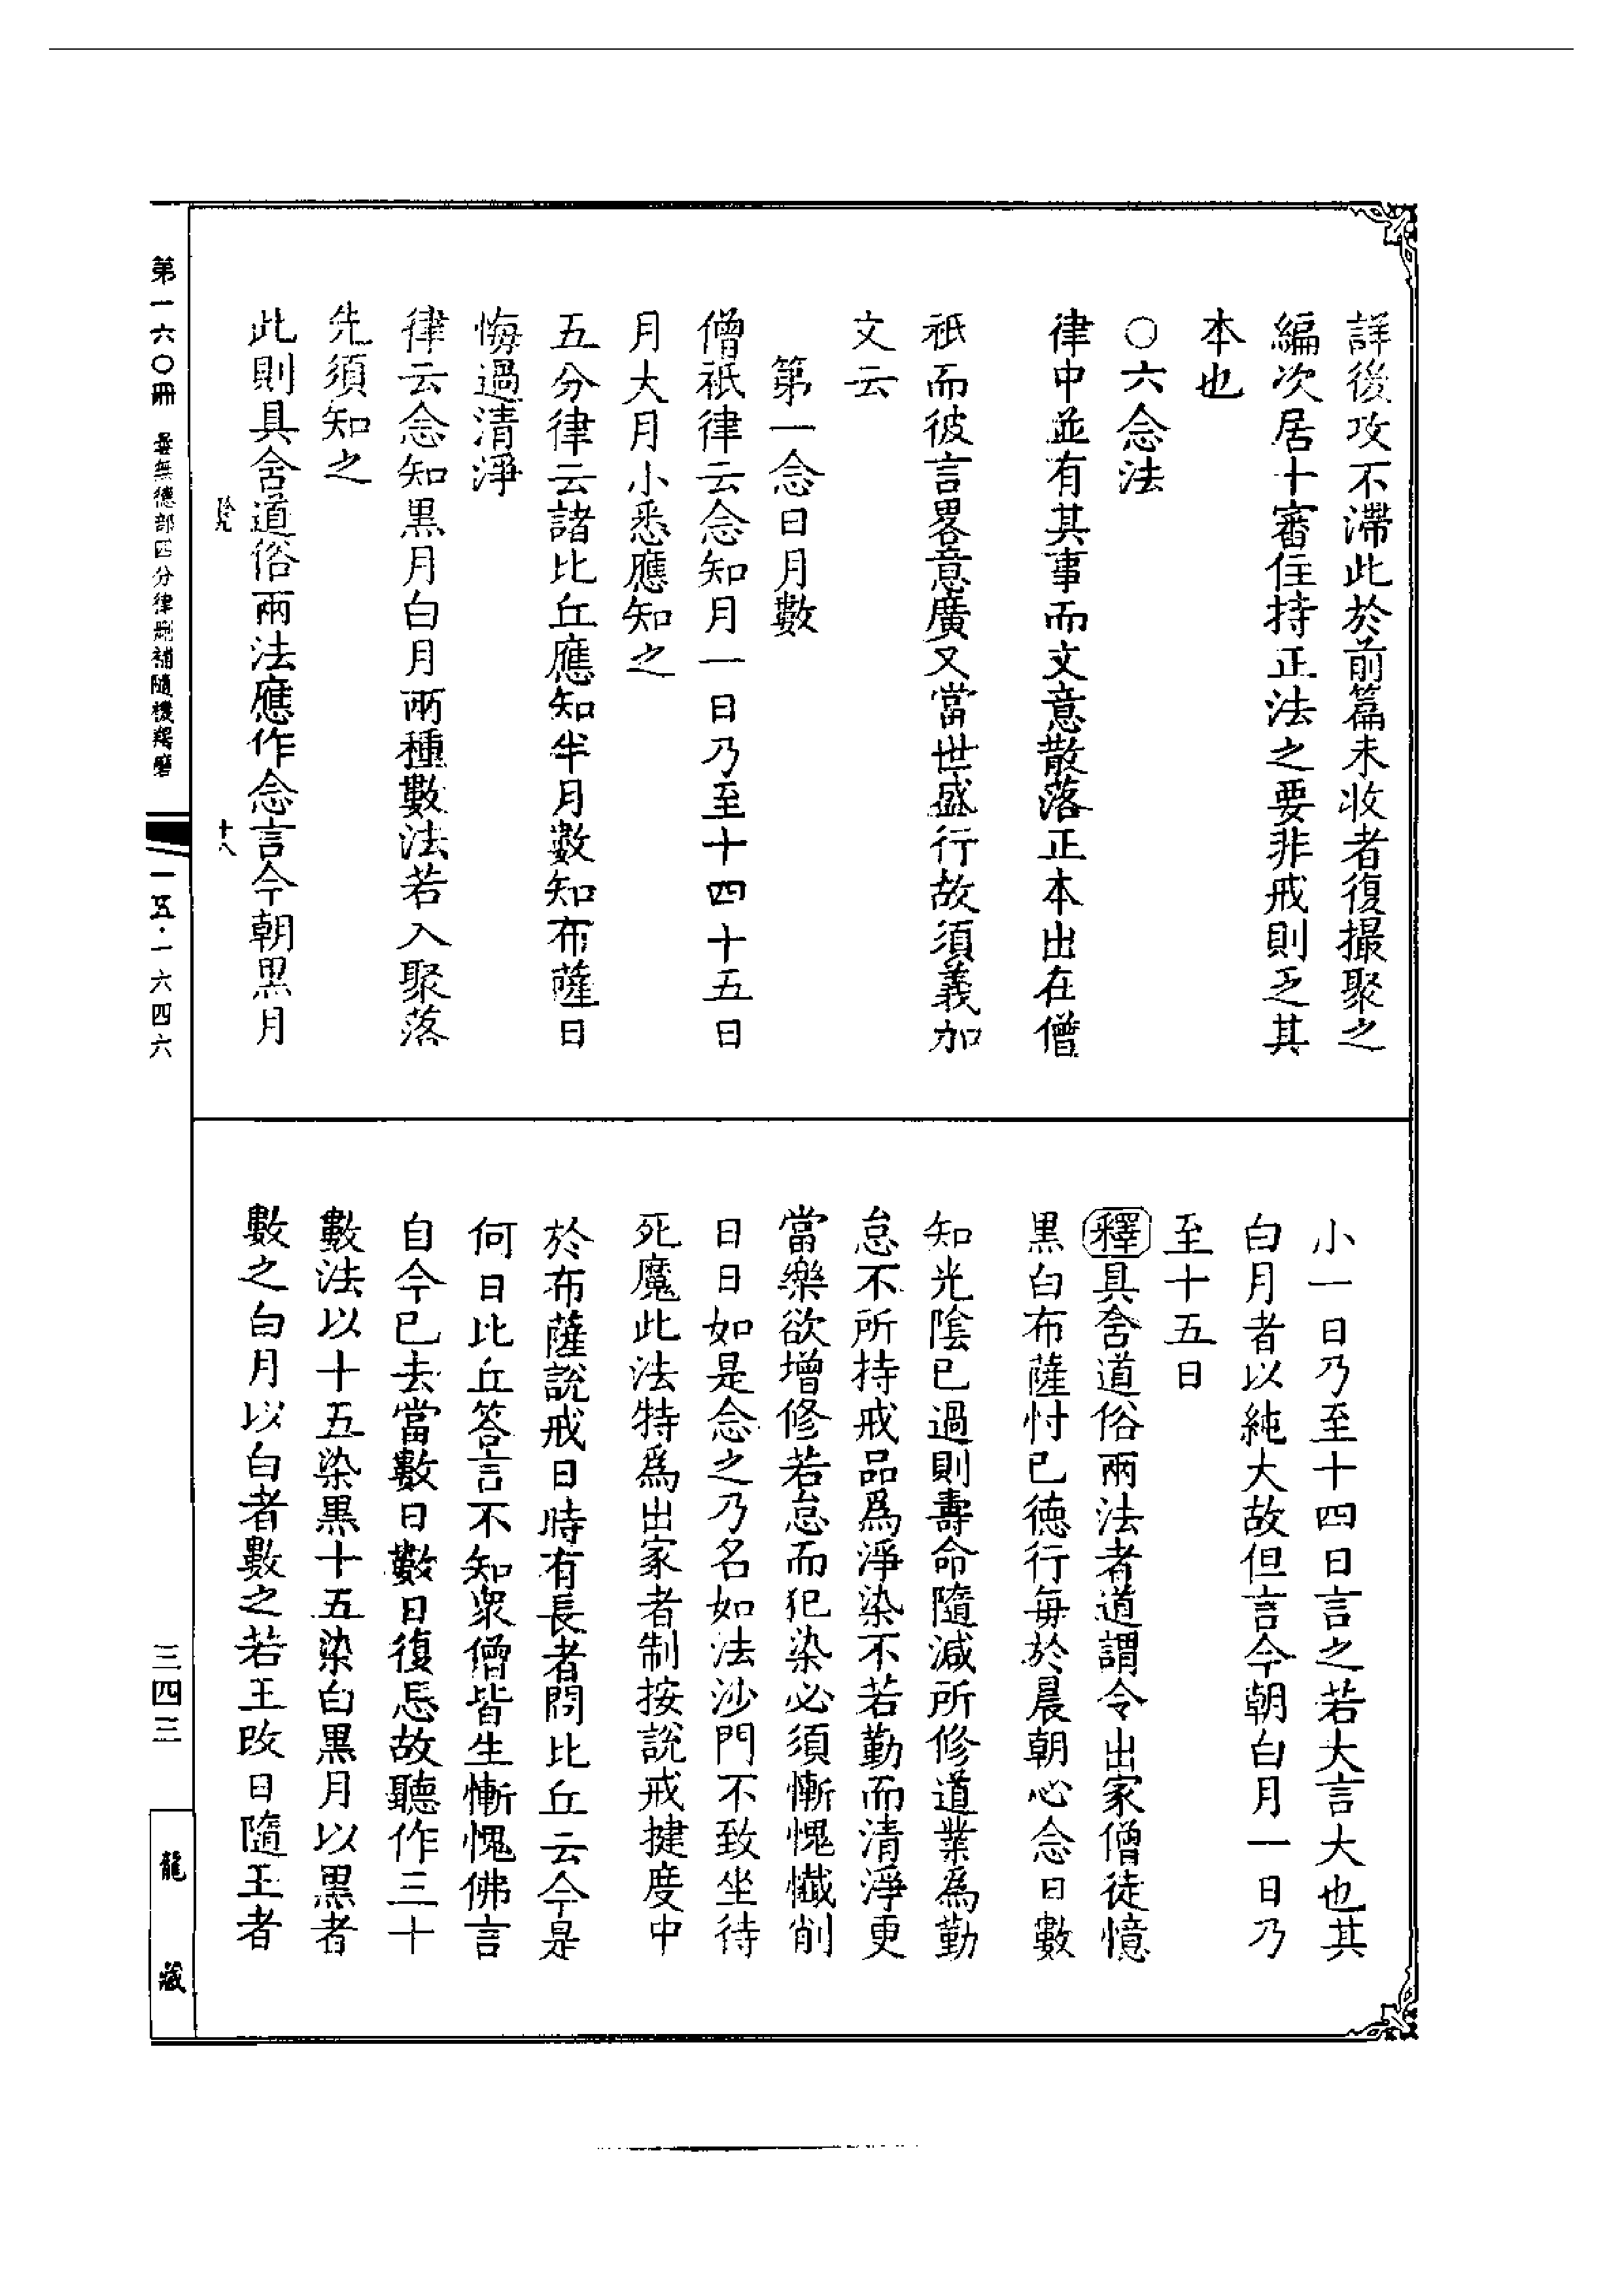 詳後攻不滯此於前篇未收者復撮聚之
編次居十審住持正法之要非戒則乏其
本也
○六念法
律中並有其事而文意散落正本出在僧
祇而彼言畧意廣又當世盛行故須義加
文云
第一念日月數
僧祇律云念知月一日乃至十四十五日
月大月小悉應知之
五分律云諸比丘應知半月數知布薩日
悔過清淨
律云念知黑月白月兩種數法若入聚落
先須知之
此則具含道俗兩法應作念言今朝黑月
十八
小一日乃至十四日言之若大言大也其
白月者以純大故但言今朝白月一日乃
至十五日
釋具含道俗兩法者道謂令出家僧徒憶
黑白布薩忖已德行每於晨朝心念日數
知光陰已過則壽命隨減所修道業為勤
怠不所持戒品爲淨染不若勤而清淨更
當樂欲增修若怠而犯染必須慚愧懺削
日日如是念之乃名如法沙門不致坐待
死魔此法特爲出家者制按說戒揵度中
於布薩說戒日時有長者問比丘云今是
何日比丘答言不知衆僧皆生慚愧佛言
自今已去當數日數日復忘故聽作三十
數法以十五染黑十五染白黑月以黑者
數之白月以白者數之若王改日隨王者
第一六〇冊 曇無德部四分律刪補隨機羯磨
一五·一六四六
三四三
龍藏